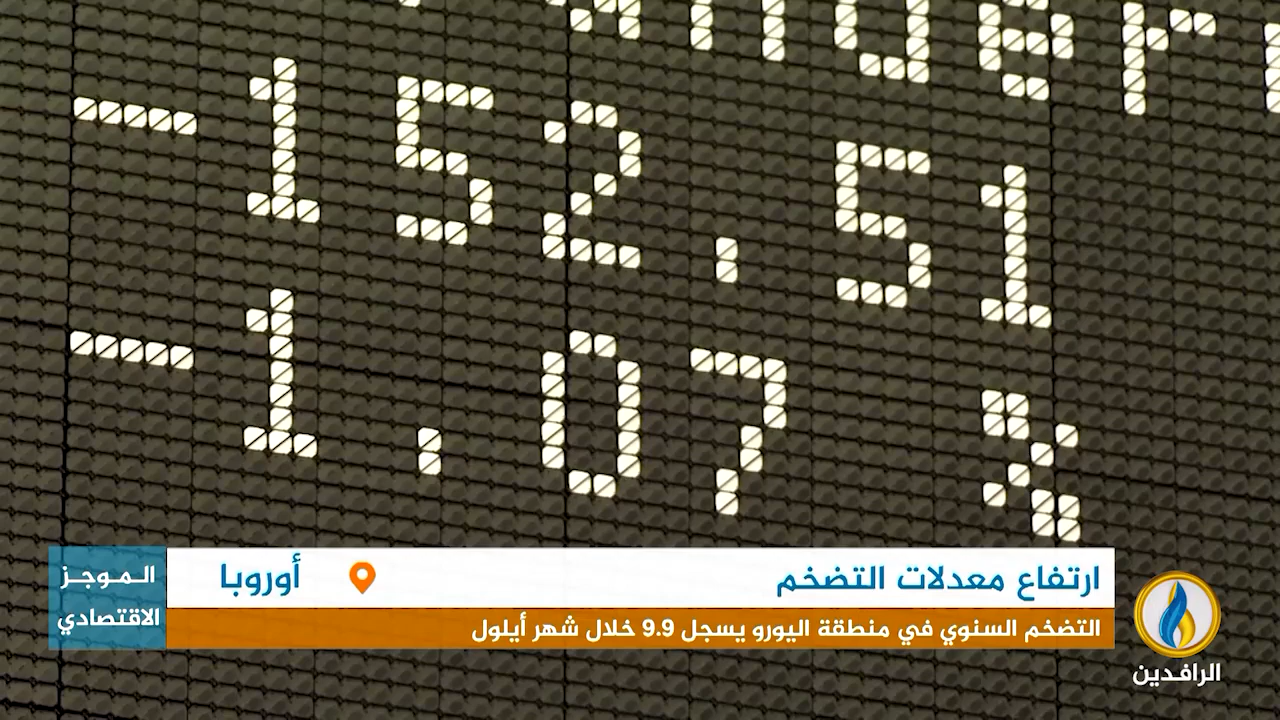 -152,51
-1,07%
ارتفاع معدلات التضخم
أوروبا
التضخم السنوي في منطقة اليورو يسجل 9.9 خلال شهر أيلول
الـمـوجـز
الاقتصادي
الرافدين